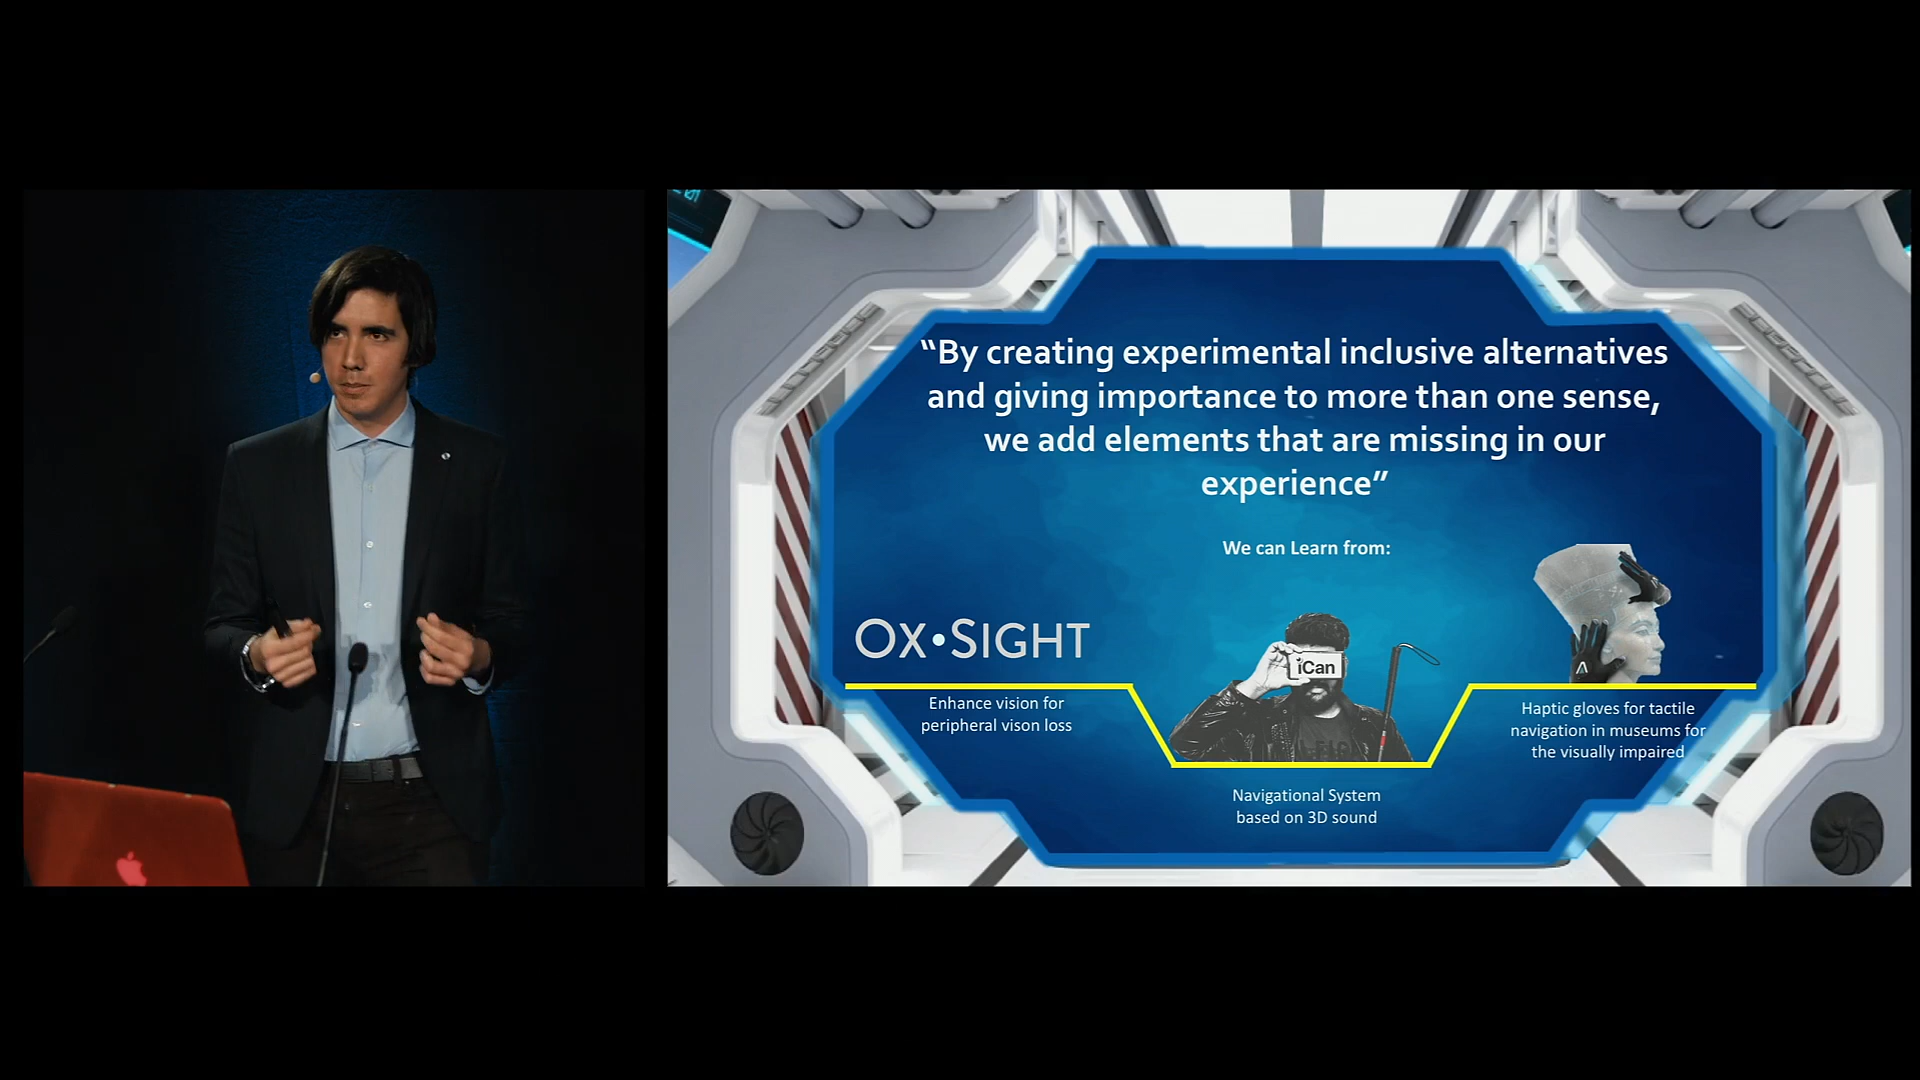 “By creating experimental inclusive alternatives
and giving importance to more than one sense,
we add elements that are missing in our
experience”
We can Learn from:
OX•SIGHT
iCan
Enhance vision for
peripheral vison loss
Haptic gloves for tactile
navigation in museums for
the visually impaired
Navigational System
based on 3D sound